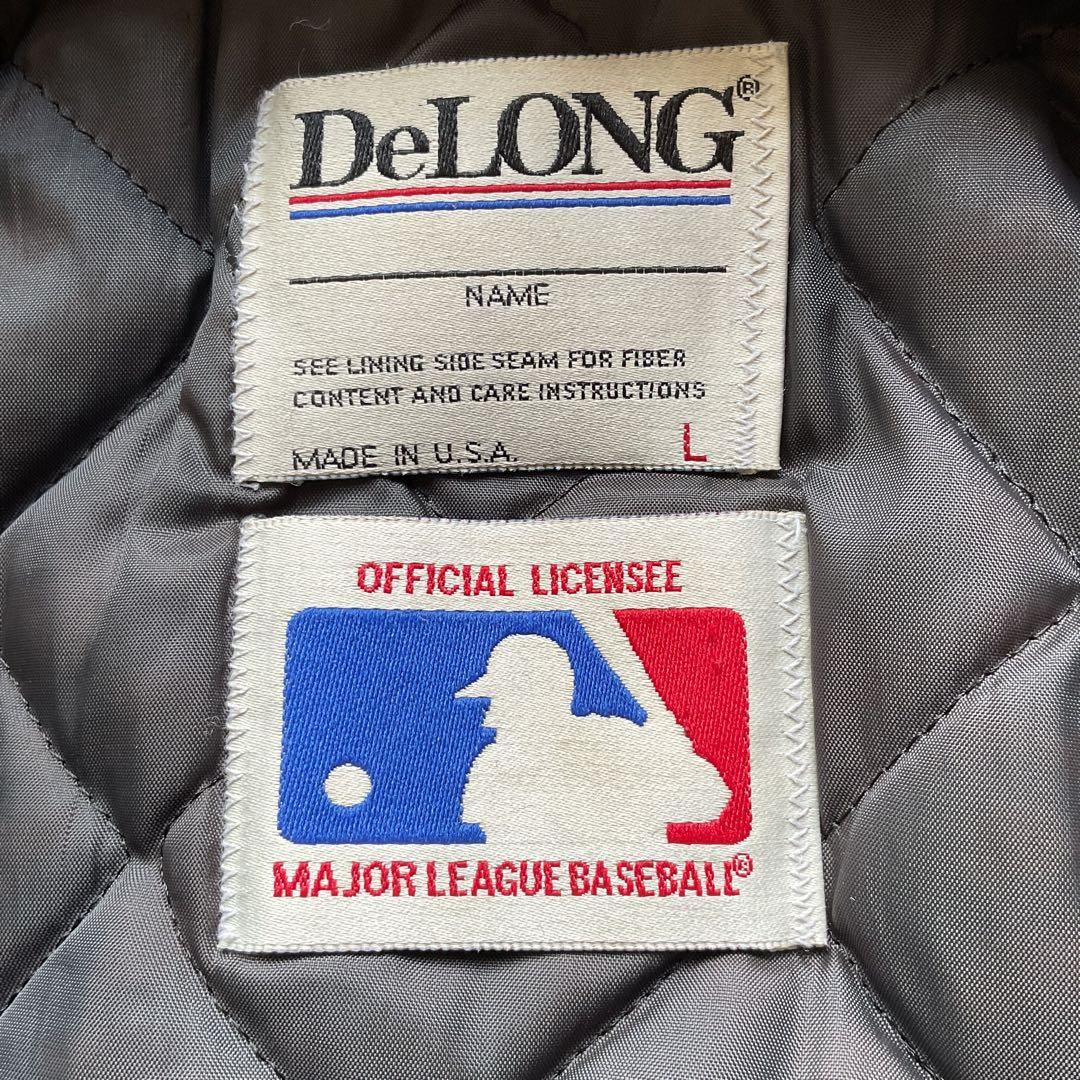 DeLONG®
NAME
SEE LINING SIDE SEAM FOR FIBER
CONTENT AND CARE INSTRUCTIONS
MADE IN U.S.A. L
OFFICIAL LICENSEE
MAJOR LEAGUE BASEBALL®